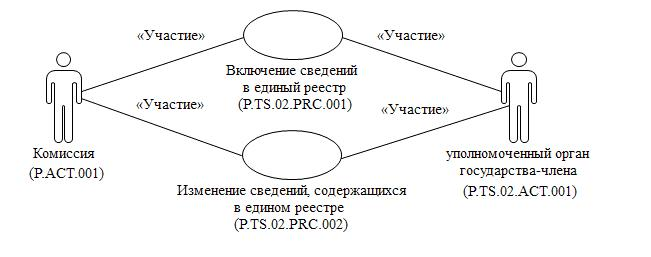 «Участие»
«Участие»
Включение сведений
в единый реестр
(P.TS.02.PRC.001)
«Участие»
«Участие»
Комиссия
(P.ACT.001)
уполномоченный орган
государства-члена
(P.TS.02.ACT.001)
Изменение сведений, содержащихся
в едином реестре
(P.TS.02.PRC.002)